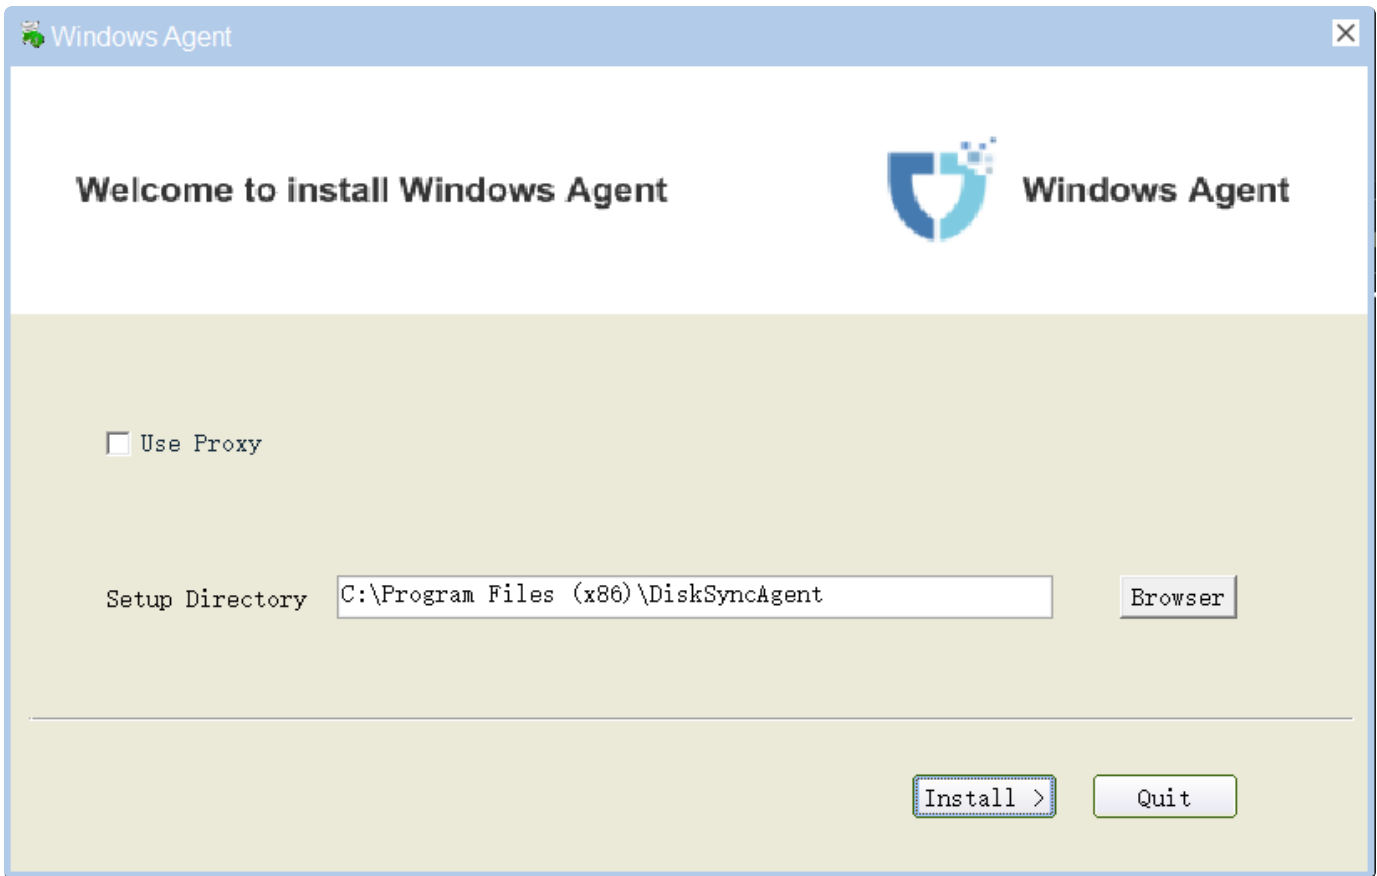 Windows Agent
Welcome to install Windows Agent
Windows Agent
Use Proxy
Setup Directory
C:\Program Files (x86)\DiskSyncAgent
Browser
Install >
Quit